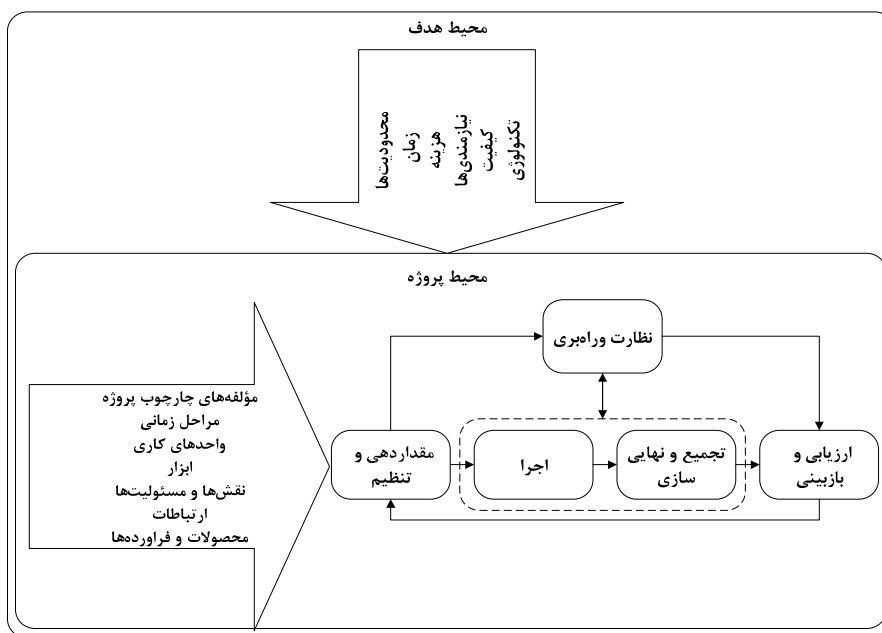 محیط هدف
محدودیت‌ها
زمان
هزینه
نیازمندی‌ها
کیفیت
تکنولوژی
محیط پروژه
مؤلفه‌های چارچوب پروژه
مراحل زمانی
واحدهای کاری
ابزار
نقش‌ها و مسئولیت‌ها
ارتباطات
محصولات و فراورده‌ها
نظارت وراه‌بری
مقداردهی و
تنظیم
اجرا
تجمیع و نهایی
سازی
ارزیابی و
بازبینی